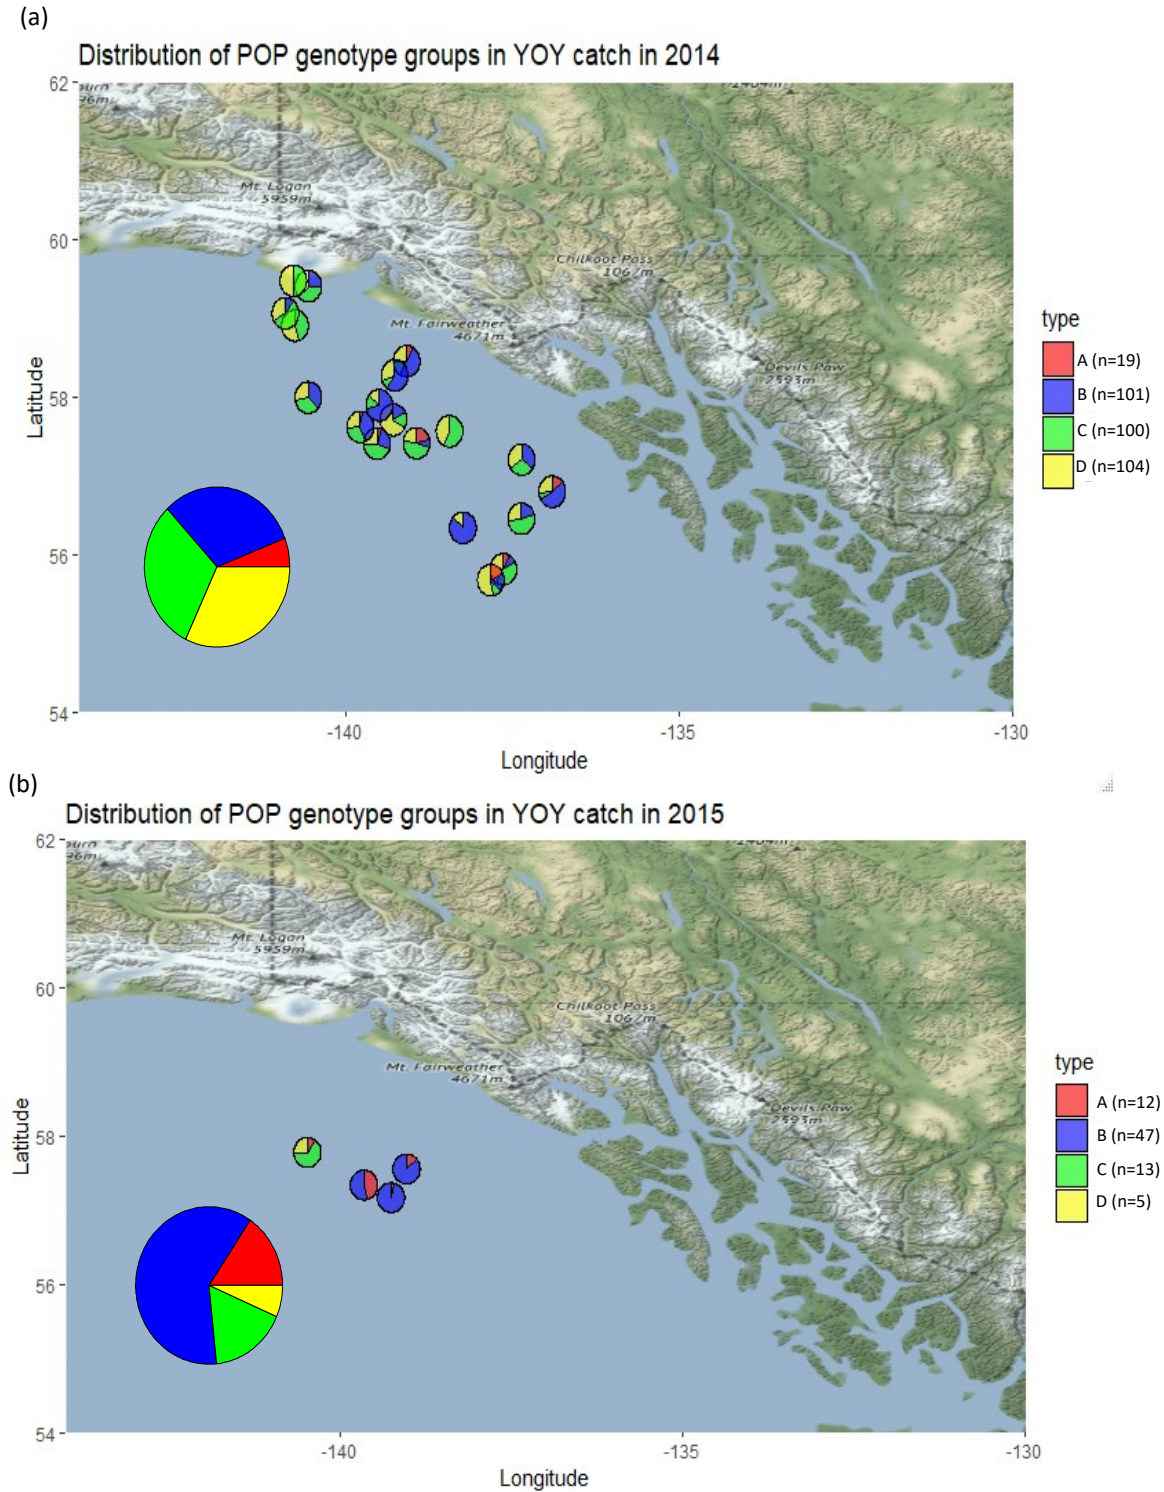 (a)
Distribution of POP genotype groups in YOY catch in 2014
62
60
58
56
54
Latitude
Mt. Logan
5959m
Chilkoot Pass
1067m
Mt. Fairweather
4671m
Devils Paw
2593m
-140
-135
-130
Longitude
type
A (n=19)
B (n=101)
C (n=100)
D (n=104)
(b)
Distribution of POP genotype groups in YOY catch in 2015
62
60
58
56
54
Latitude
Mt. Logan
5959m
Chilkoot Pass
1067m
Mt. Fairweather
4671m
Devils Paw
2593m
-140
-135
-130
Longitude
type
A (n=12)
B (n=47)
C (n=13)
D (n=5)